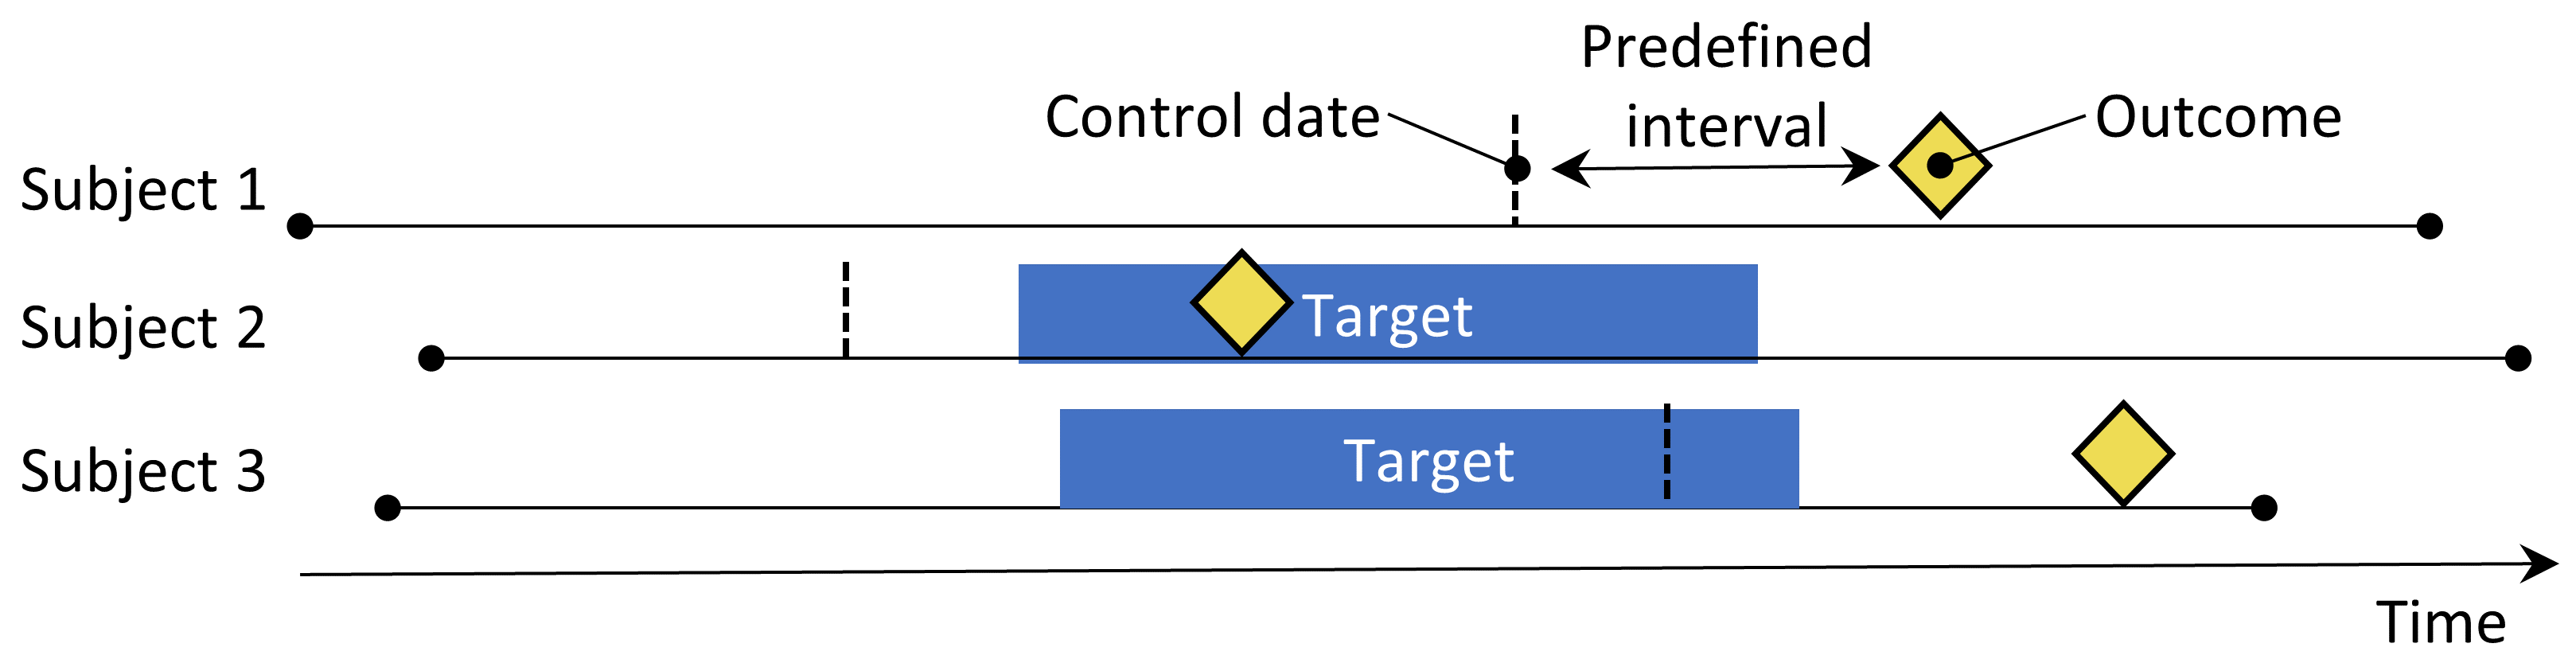 Predefined
interval
Control date
Outcome
Subject 1
Subject 2
Target
Subject 3
Target
Time